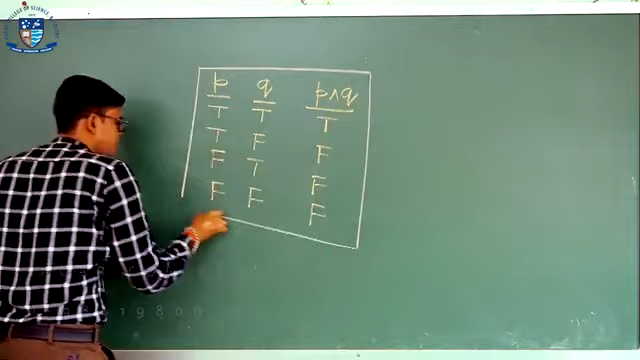 p q p∧q
T T T
T F F
F T F
F F F